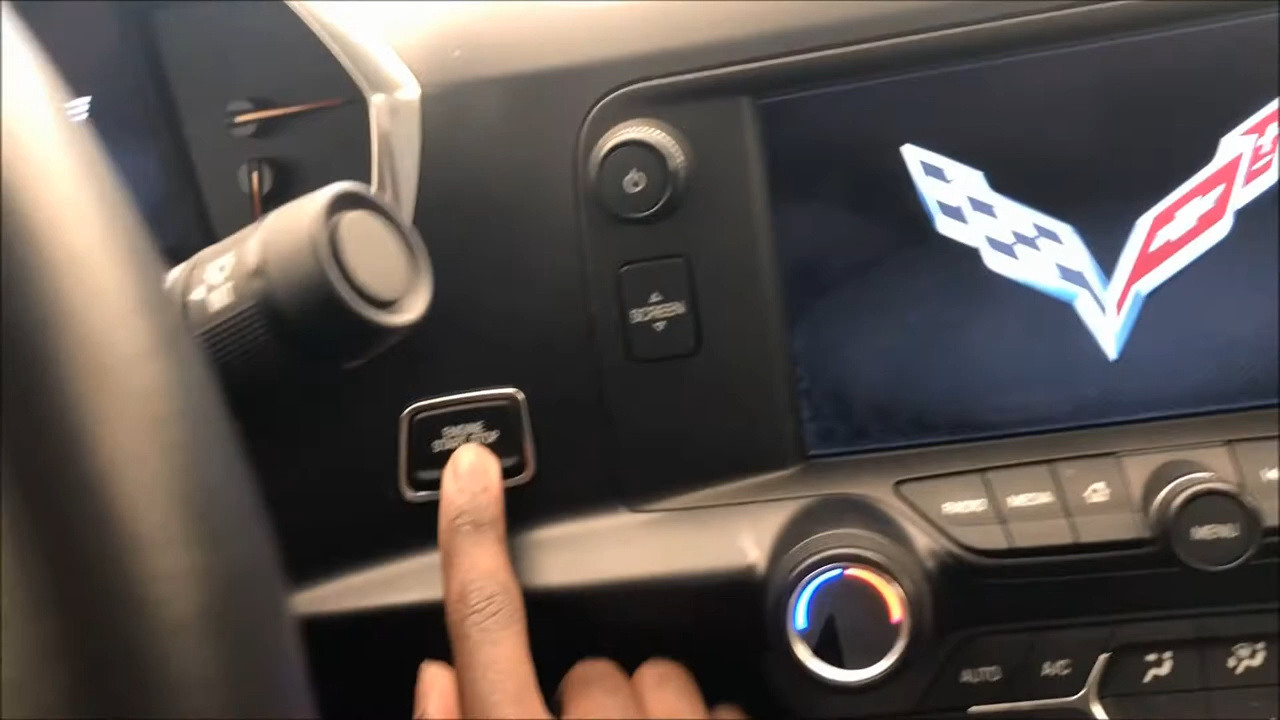 SCREEN
ENGINE
START STOP
RADIO
MEDIA
MENU
AUTO
A/C